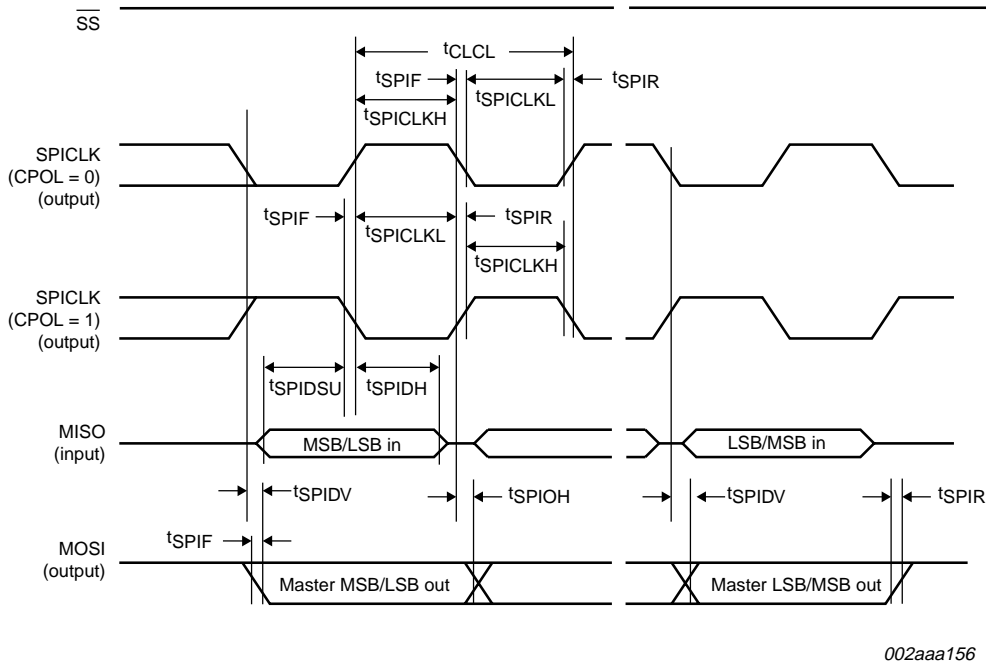 SS
tCLCL
tSPIF
tSPICLKL
tSPIR
tSPICLKH
SPICLK
(CPOL = 0)
(output)
tSPIF
tSPICLKL
tSPIR
tSPICLKH
SPICLK
(CPOL = 1)
(output)
tSPIDSU
tSPIDH
MISO
(input)
MSB/LSB in
LSB/MSB in
tSPIDV
tSPIOH
tSPIDV
tSPIR
tSPIF
MOSI
(output)
Master MSB/LSB out
Master LSB/MSB out
002aaa156